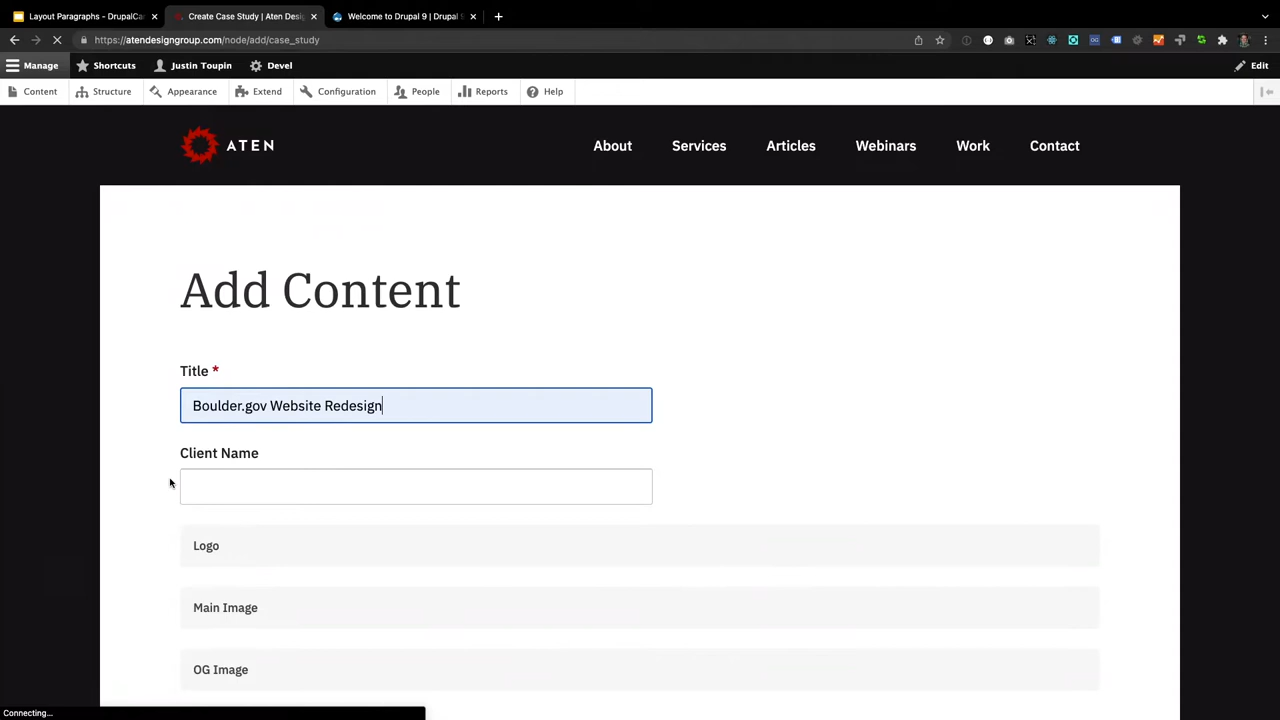 Layout Paragraphs - DrupalCa
Create Case Study | Aten Desig
Welcome to Drupal 9 | Drupal
https://atendesigngroup.com/node/add/case_study
Manage Shortcuts Justin Toupin Devel Edit
Content Structure Appearance Extend Configuration People Reports Help
ATEN About Services Articles Webinars Work Contact
Add Content
Title *
Boulder.gov Website Redesign
Client Name
Logo
Main Image
OG Image
Connecting...